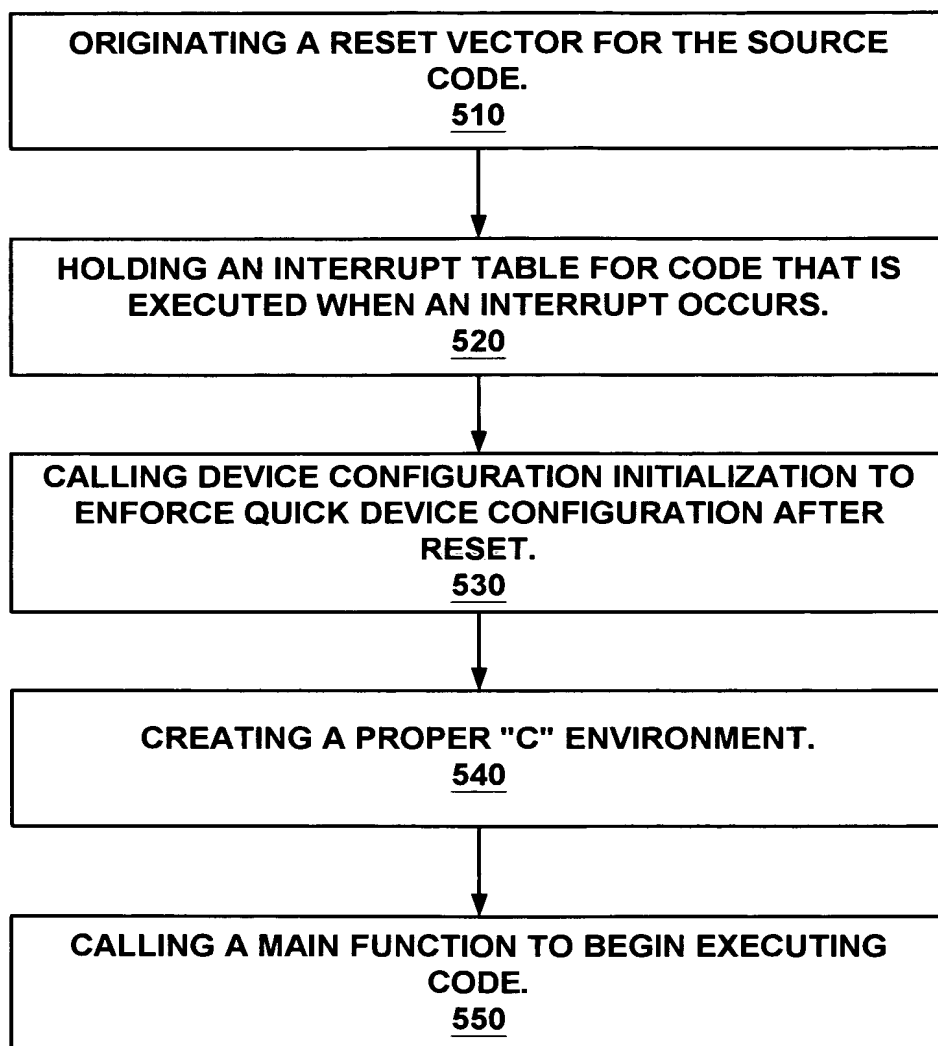 ORIGINATING A RESET VECTOR FOR THE SOURCE
CODE.
510
HOLDING AN INTERRUPT TABLE FOR CODE THAT IS
EXECUTED WHEN AN INTERRUPT OCCURS.
520
CALLING DEVICE CONFIGURATION INITIALIZATION TO
ENFORCE QUICK DEVICE CONFIGURATION AFTER
RESET.
530
CREATING A PROPER "C" ENVIRONMENT.
540
CALLING A MAIN FUNCTION TO BEGIN EXECUTING
CODE.
550